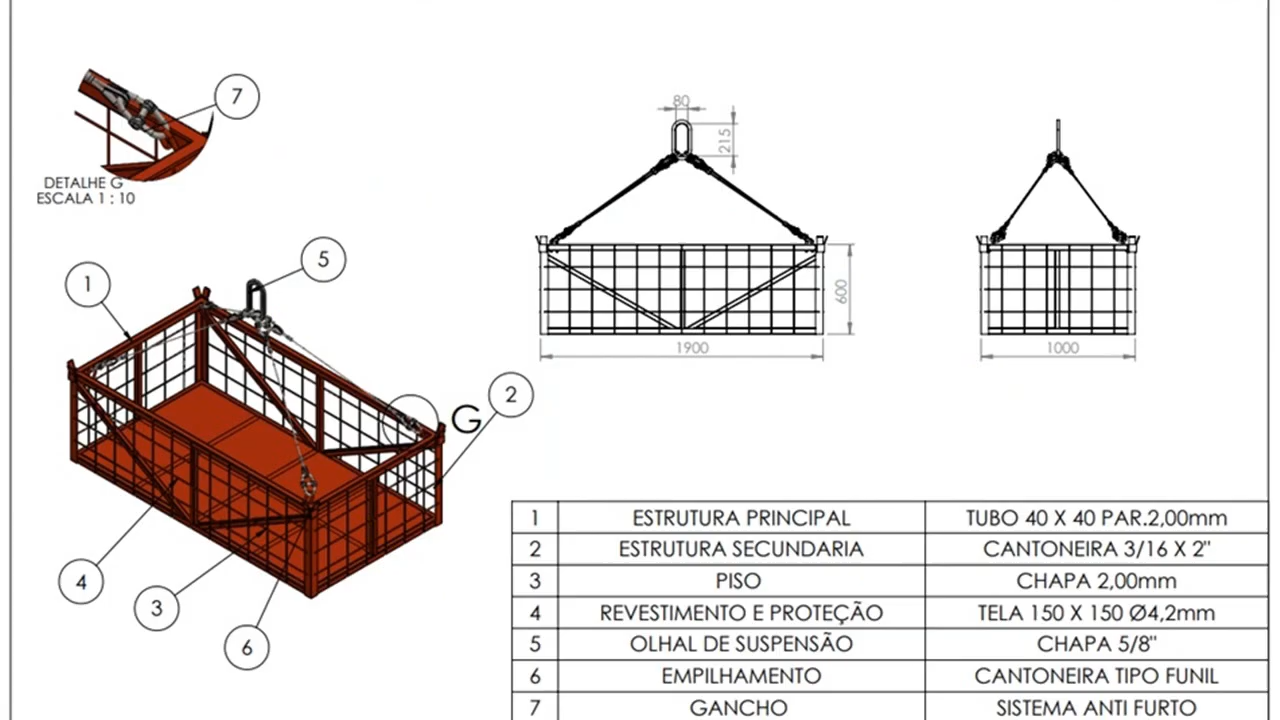 7
DETALHE G
ESCALA 1 : 10
80
215
5
1
600
1900
1000
2
G
4
3
6
1 ESTRUTURA PRINCIPAL TUBO 40 X 40 PAR.2,00mm
2 ESTRUTURA SECUNDARIA CANTONEIRA 3/16 X 2"
3 PISO CHAPA 2,00mm
4 REVESTIMENTO E PROTEÇÃO TELA 150 X 150 Ø4,2mm
5 OLHAL DE SUSPENSÃO CHAPA 5/8"
6 EMPILHAMENTO CANTONEIRA TIPO FUNIL
7 GANCHO SISTEMA ANTI FURTO